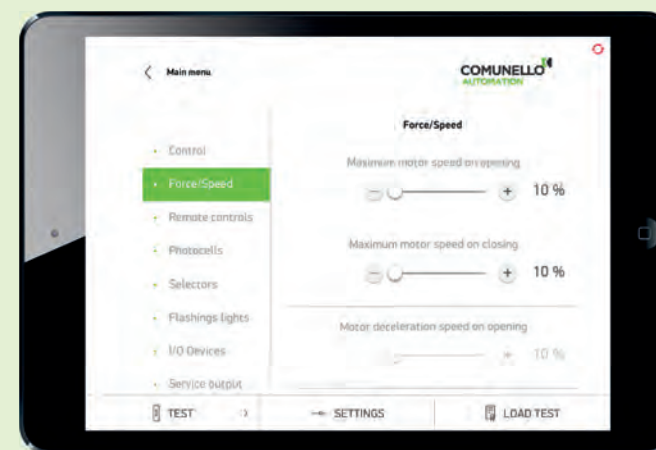 Main menu
COMUNELLO
AUTOMATION
Control
Force/Speed
Remote controls
Photocells
Selectors
Flashings lights
I/O Devices
Service output
Force/Speed
Maximum motor speed on opening
10 %
Maximum motor speed on closing
10 %
Motor deceleration speed on opening
10 %
TEST
SETTINGS
LOAD TEST